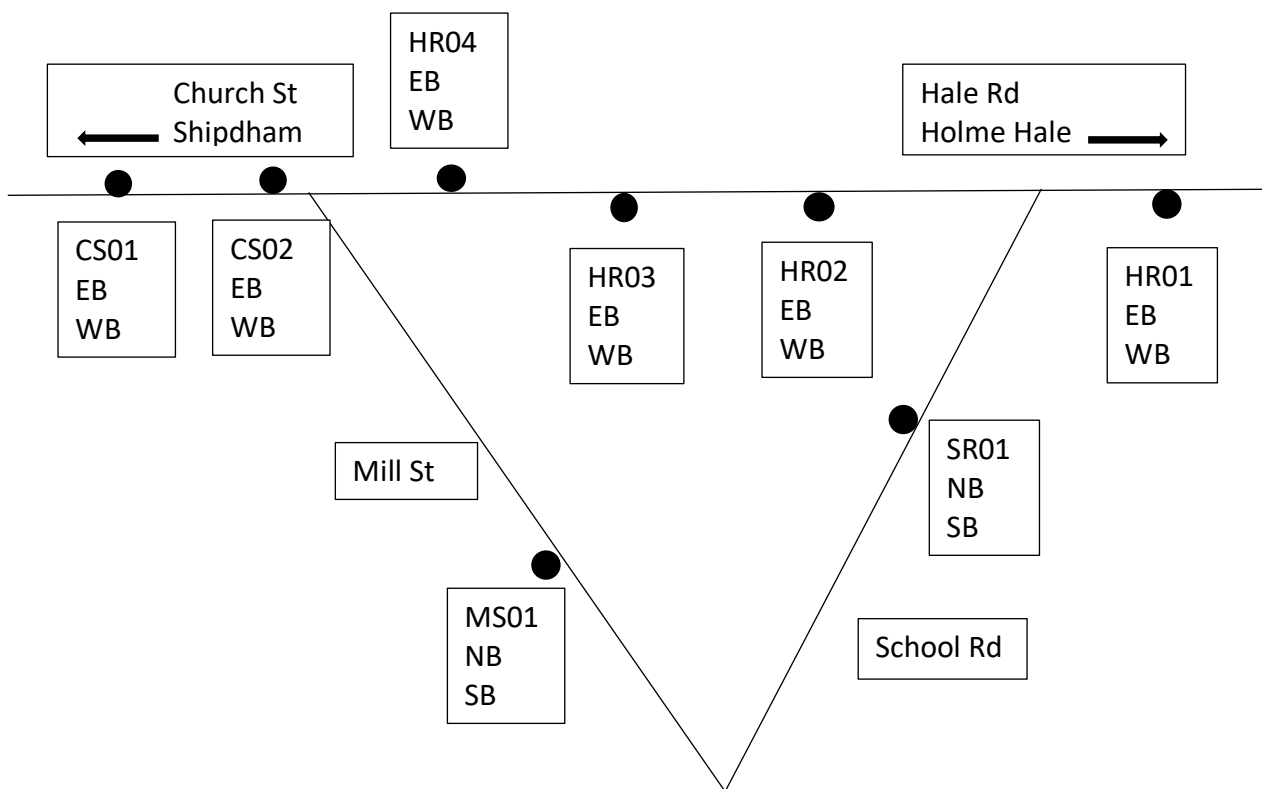 HR04
EB
WB
Church St
Shipdham
Hale Rd
Holme Hale
CS01
EB
WB
CS02
EB
WB
HR03
EB
WB
HR02
EB
WB
HR01
EB
WB
Mill St
SR01
NB
SB
MS01
NB
SB
School Rd